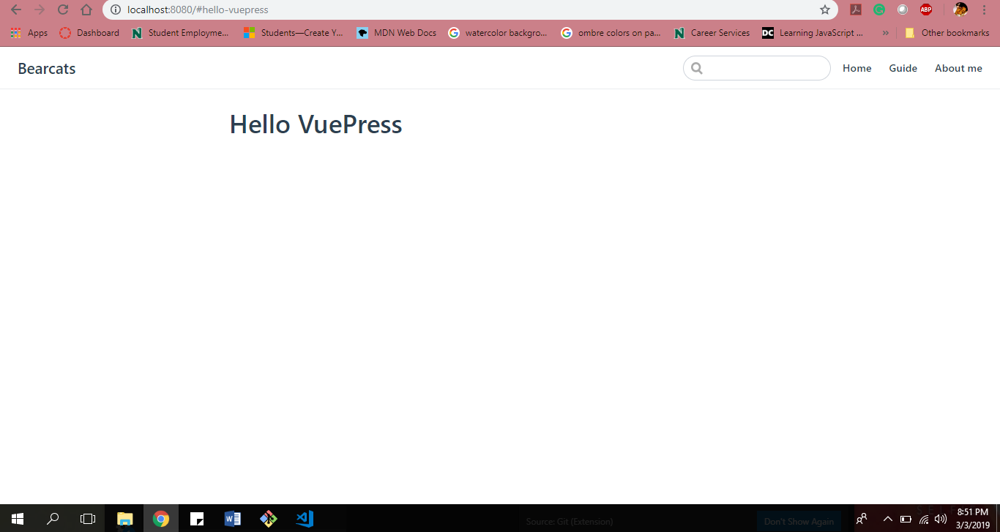 localhost:8080/#hello-vuepress
ABP
Apps
Dashboard
N
Student Employme...
Students—Create Y...
MDN Web Docs
G
watercolor backgro...
G
ombre colors on pa...
N
Career Services
DC
Learning JavaScript ...
»
Other bookmarks
Bearcats
Home
Guide
About me
Hello VuePress
Source: Git (Extension)
Don't Show Again
8:51 PM
3/3/2019